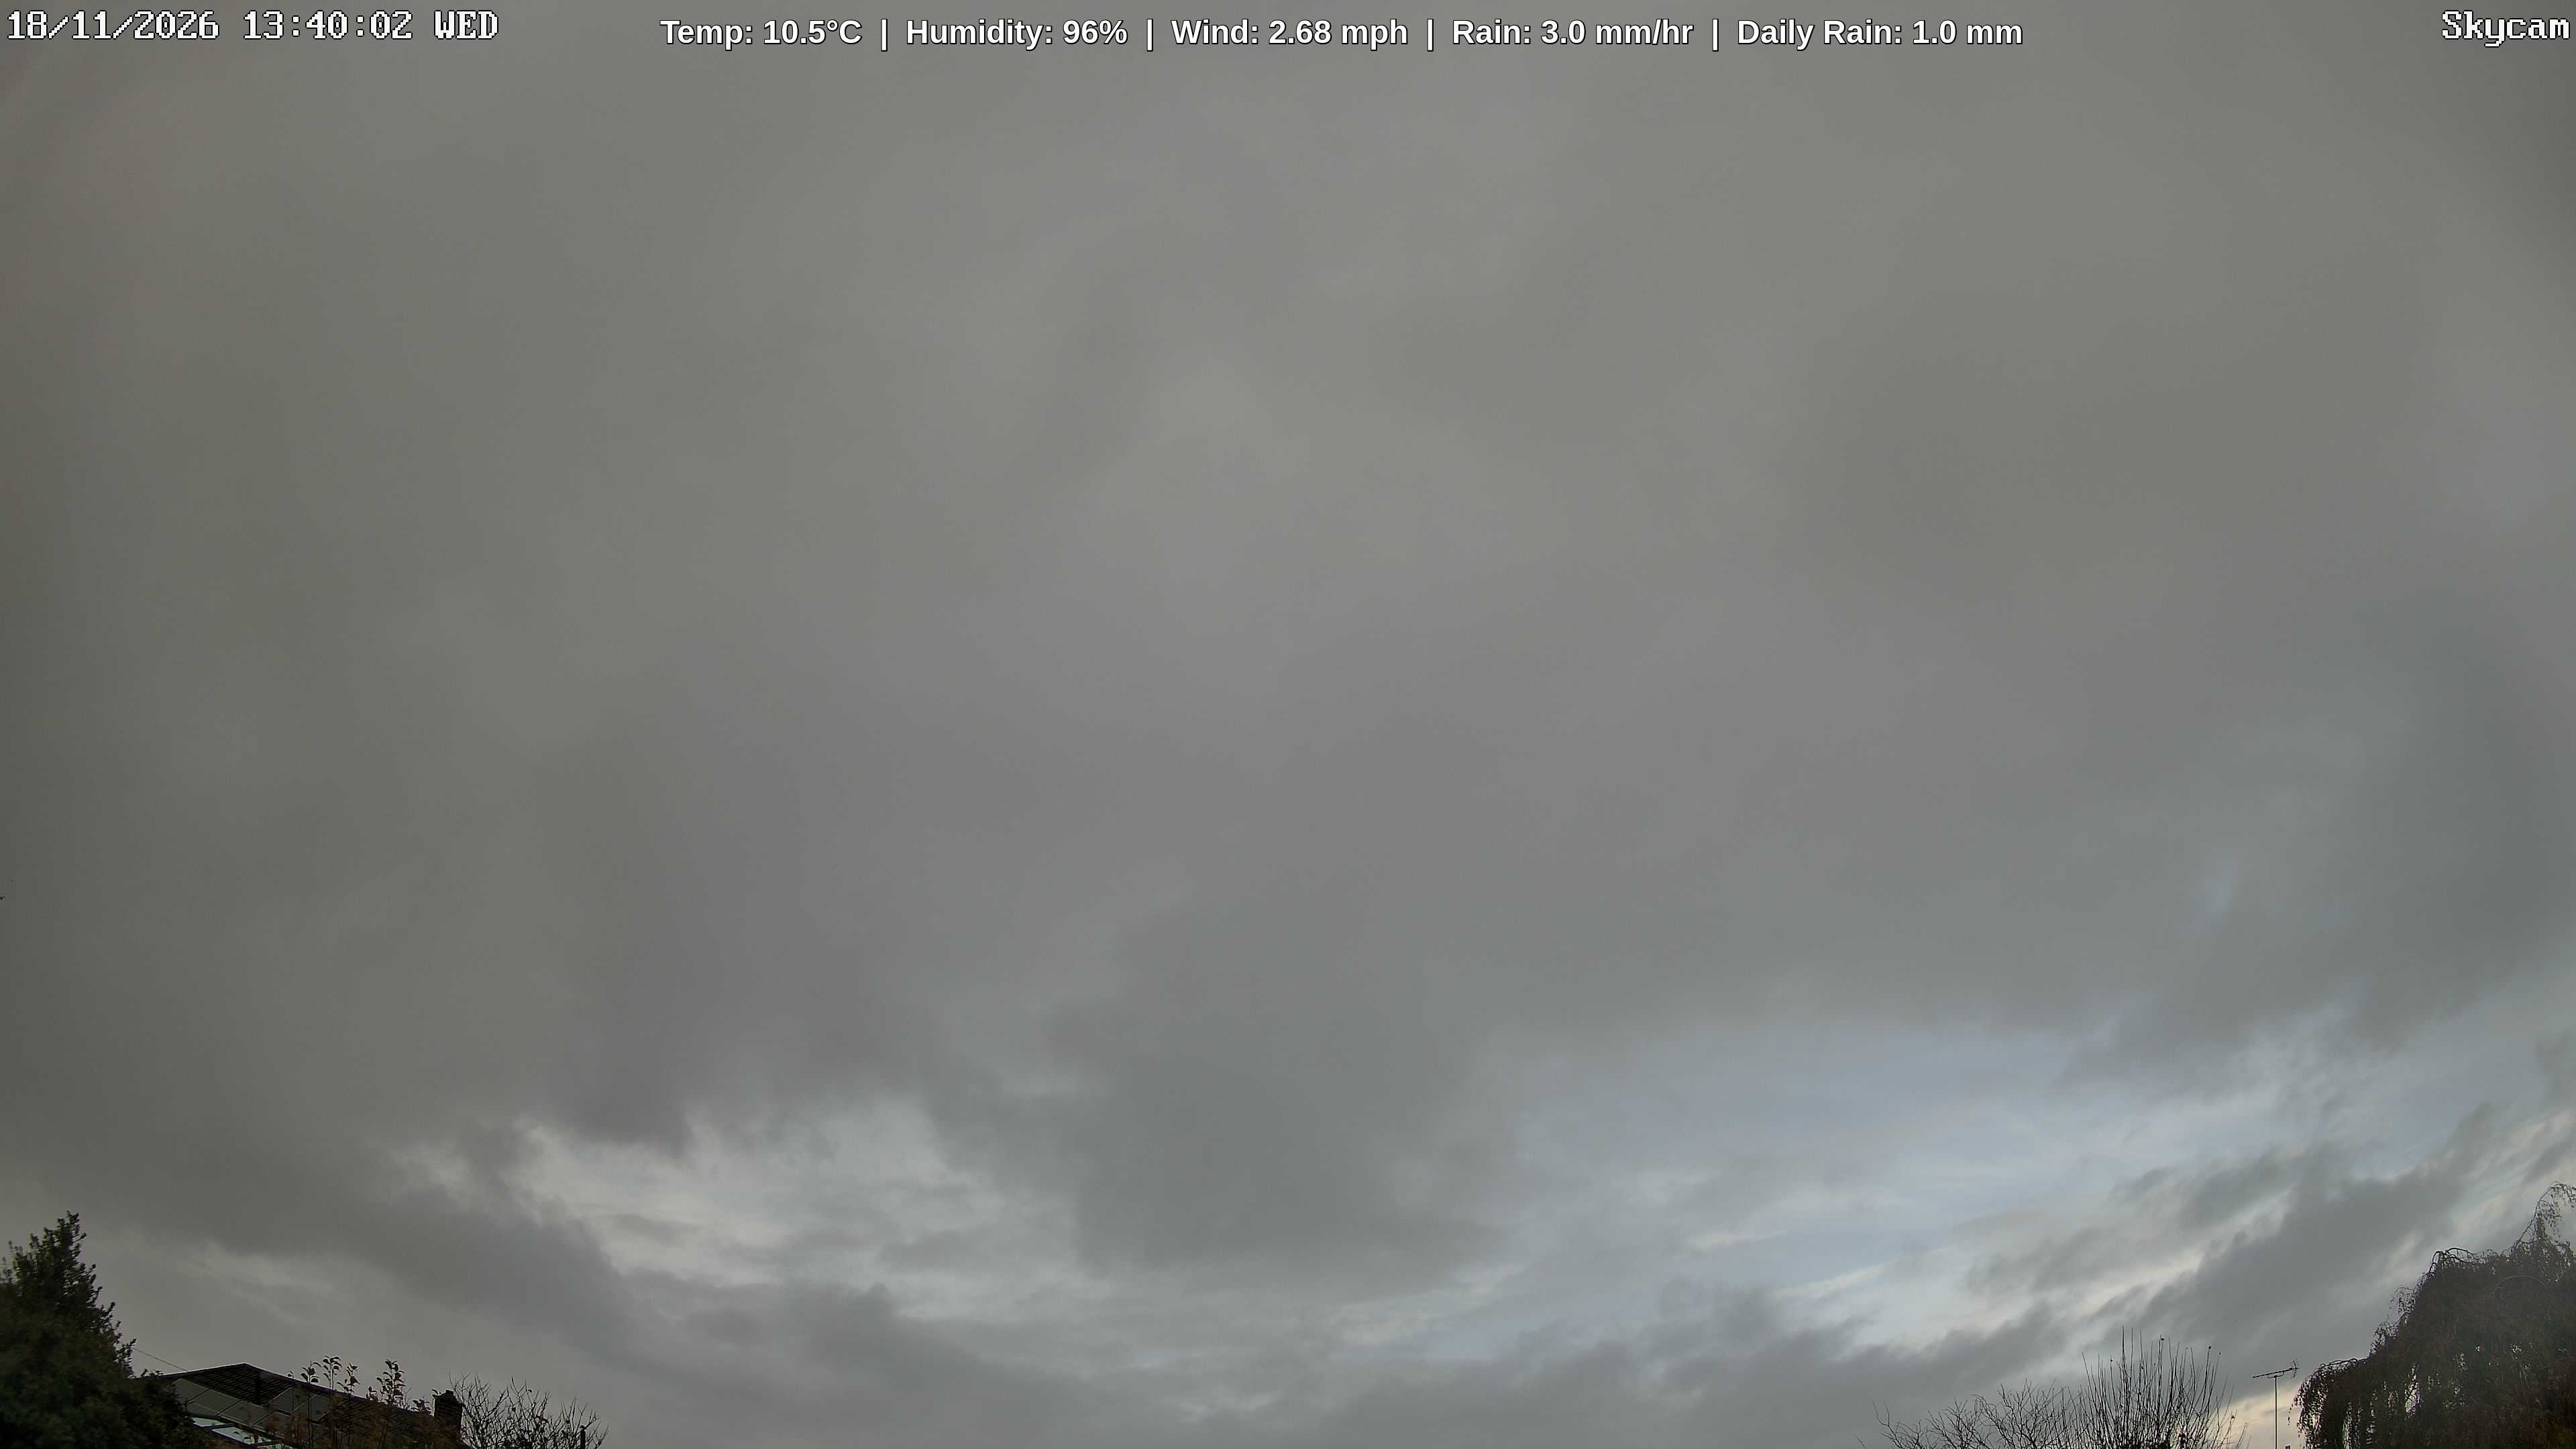 18/11/2026 13:40:02 WED
Temp: 10.5°C | Humidity: 96% | Wind: 2.68 mph | Rain: 3.0 mm/hr | Daily Rain: 1.0 mm
Skycam